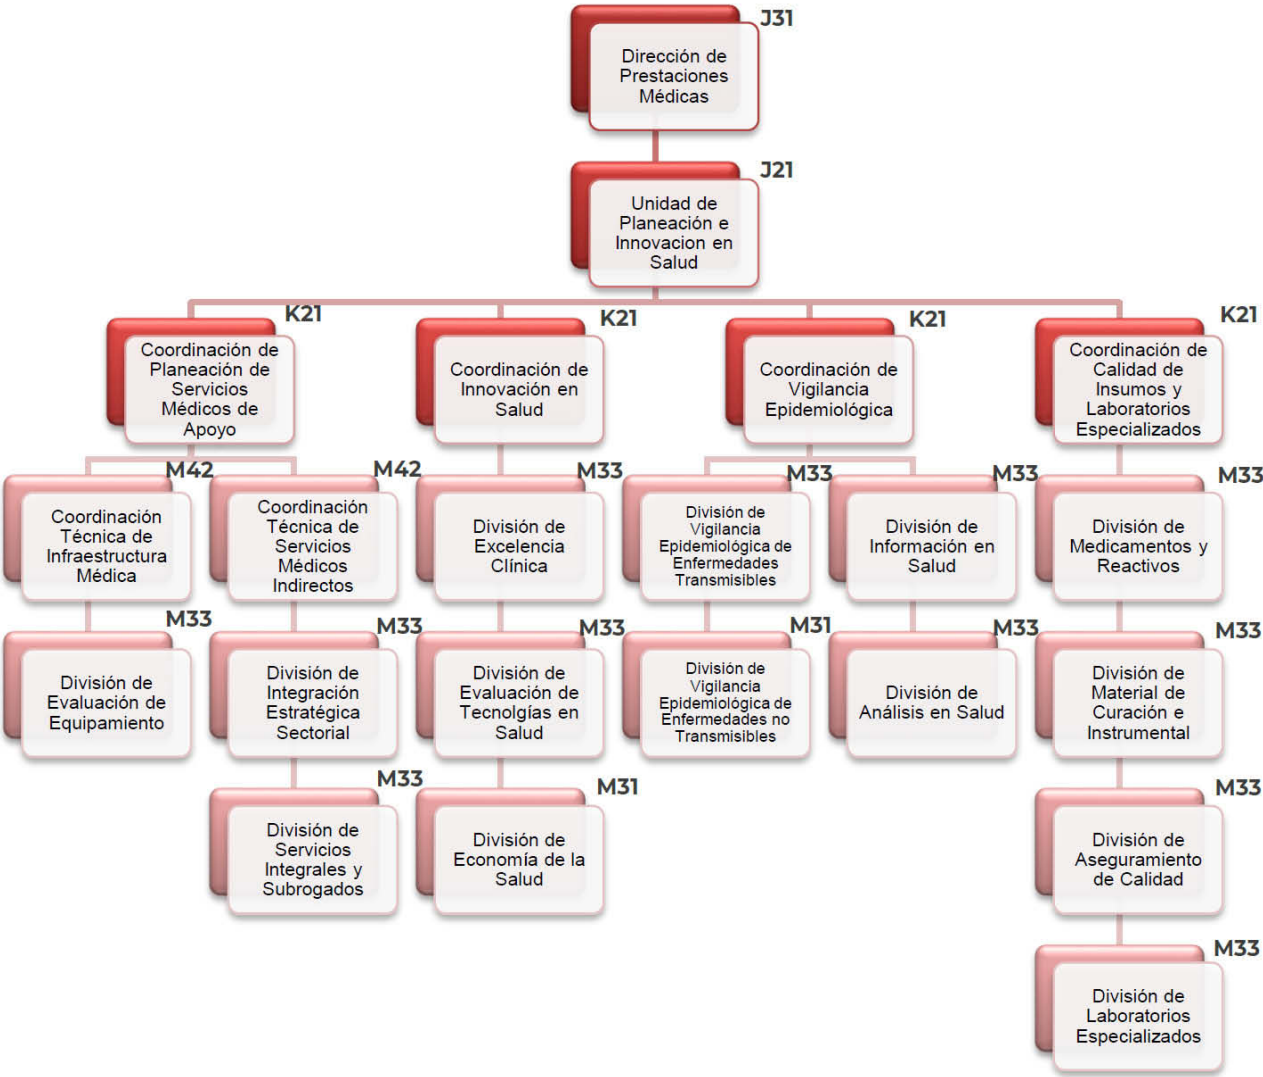 J31
Dirección de
Prestaciones
Médicas
J21
Unidad de
Planeación e
Innovacion en
Salud
K21
Coordinación de
Planeación de
Servicios
Médicos de
Apoyo
K21
Coordinación de
Innovación en
Salud
K21
Coordinación de
Vigilancia
Epidemiológica
K21
Coordinación de
Calidad de
Insumos y
Laboratorios
Especializados
M42
Coordinación
Técnica de
Infraestructura
Médica
M42
Coordinación
Técnica de
Servicios
Médicos
Indirectos
M33
División de
Excelencia
Clínica
M33
División de
Vigilancia
Epidemiológica de
Enfermedades
Transmisibles
M33
División de
Información en
Salud
M33
División de
Medicamentos y
Reactivos
M33
División de
Evaluación de
Equipamiento
M33
División de
Integración
Estratégica
Sectorial
M33
División de
Evaluación de
Tecnolgías en
Salud
M31
División de
Vigilancia
Epidemiológica de
Enfermedades no
Transmisibles
M33
División de
Análisis en Salud
M33
División de
Material de
Curación e
Instrumental
M33
División de
Servicios
Integrales y
Subrogados
M31
División de
Economía de la
Salud
M33
División de
Aseguramiento
de Calidad
M33
División de
Laboratorios
Especializados